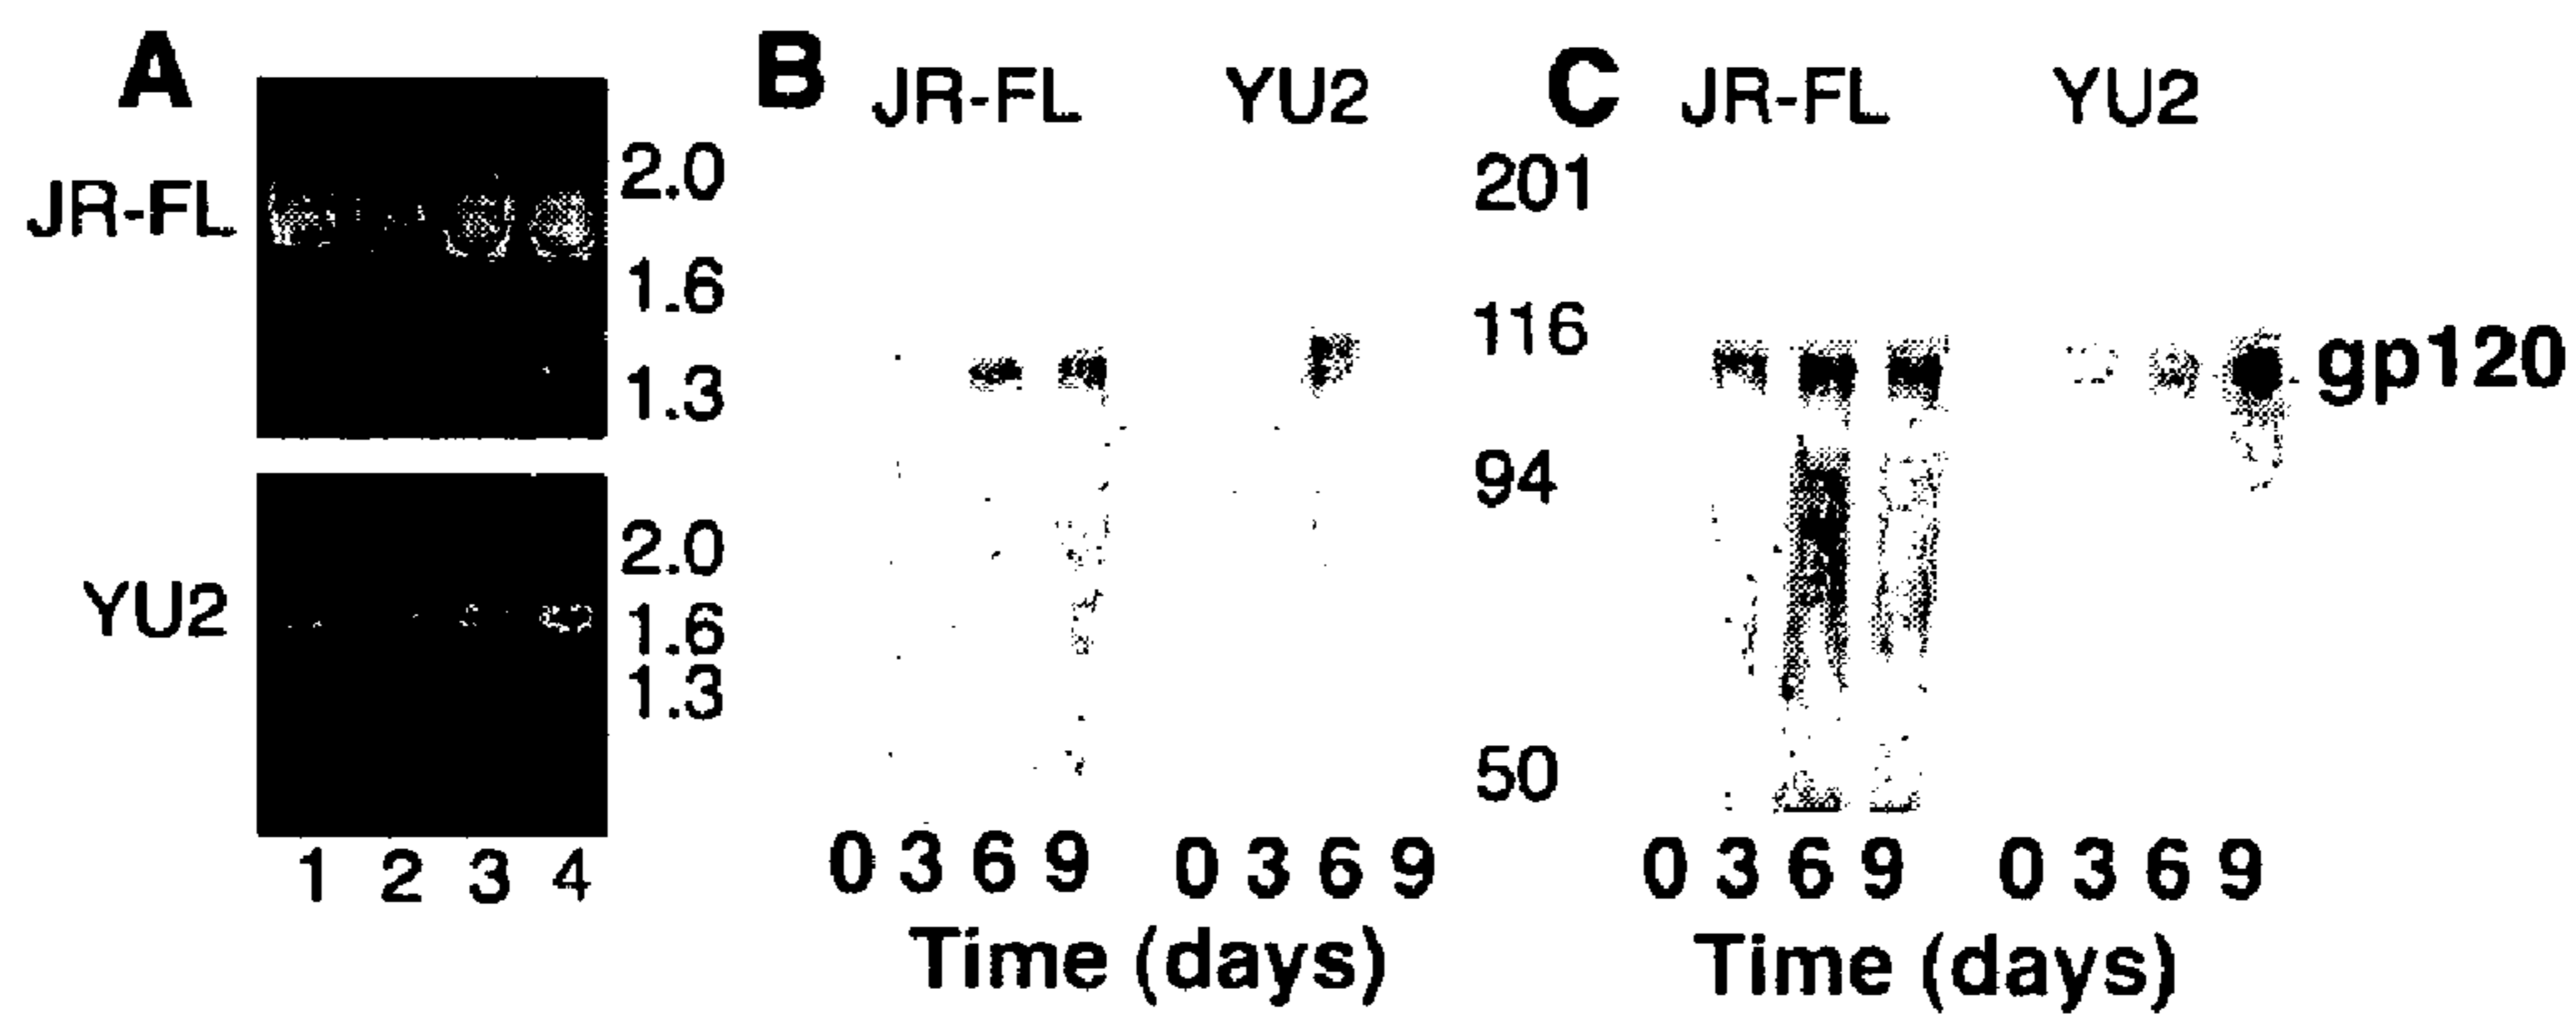 A
JR-FL
2.0
1.6
1.3
YU2
2.0
1.6
1.3
1 2 3 4
B JR-FL YU2
0 3 6 9 0 3 6 9
Time (days)
C JR-FL YU2
201
116
94
50
gp120
0 3 6 9 0 3 6 9
Time (days)